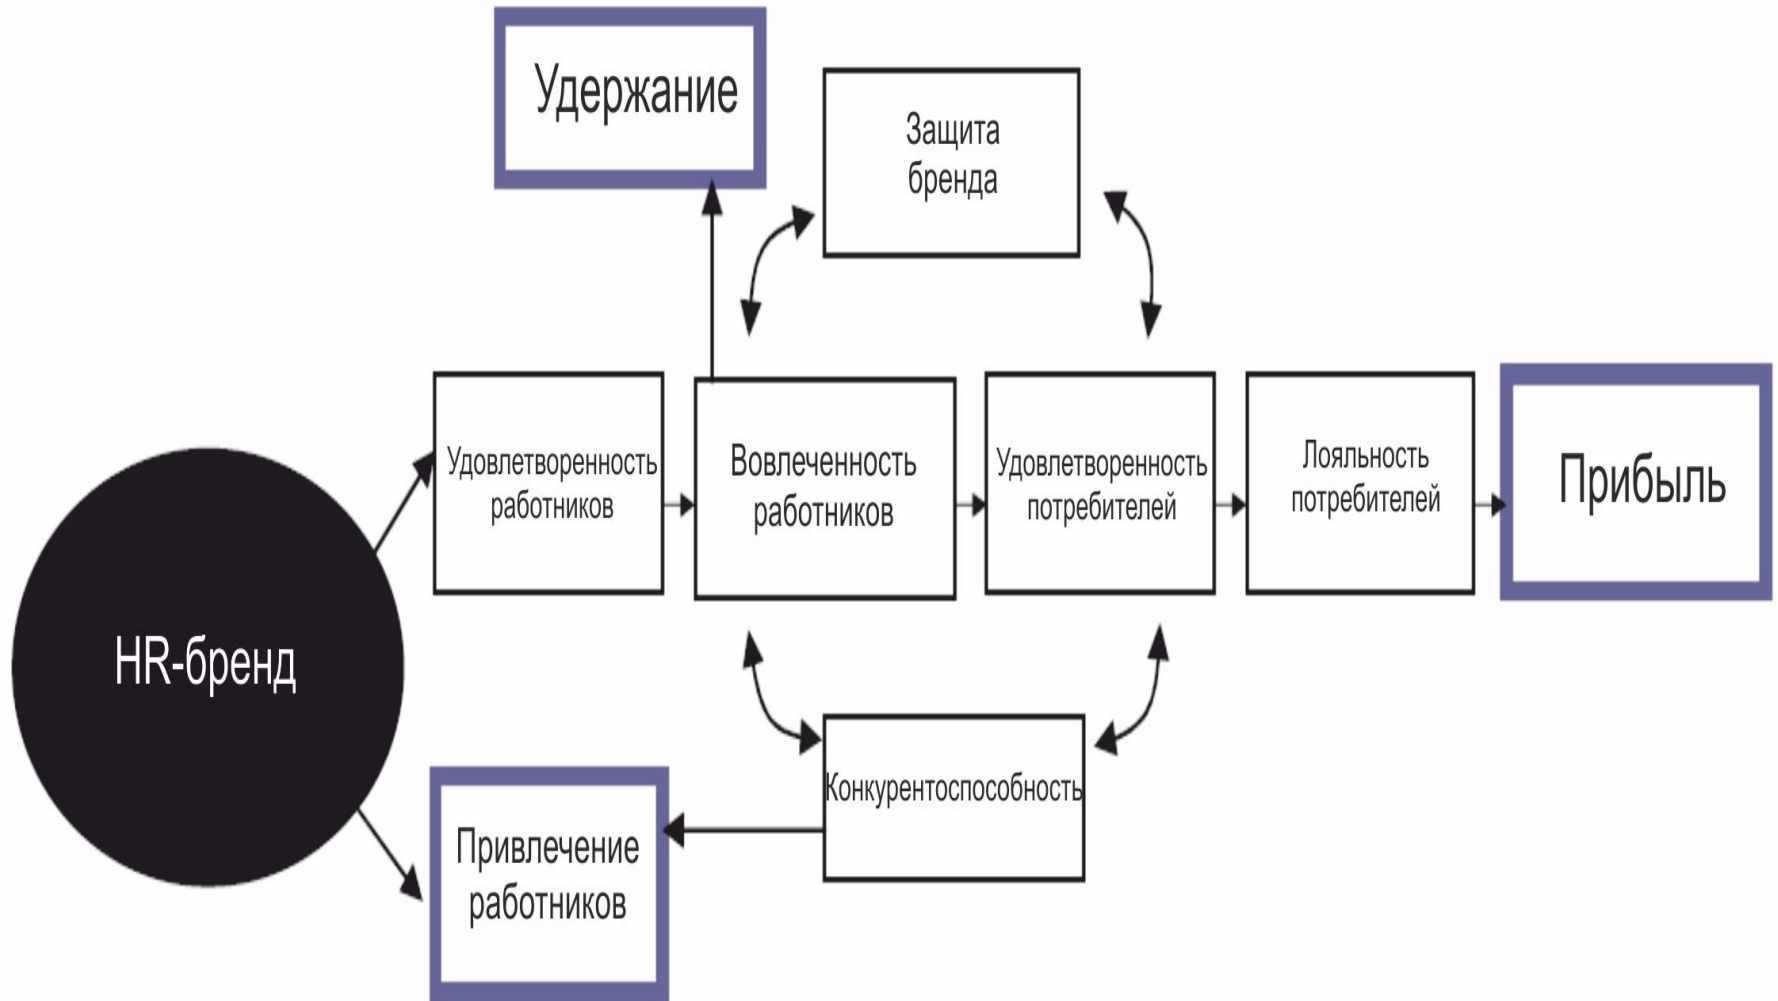 Удержание
Защита
бренда
Удовлетворенность
работников
Вовлеченность
работников
Удовлетворенность
потребителей
Лояльность
потребителей
Прибыль
HR-бренд
Конкурентоспособность
Привлечение
работников